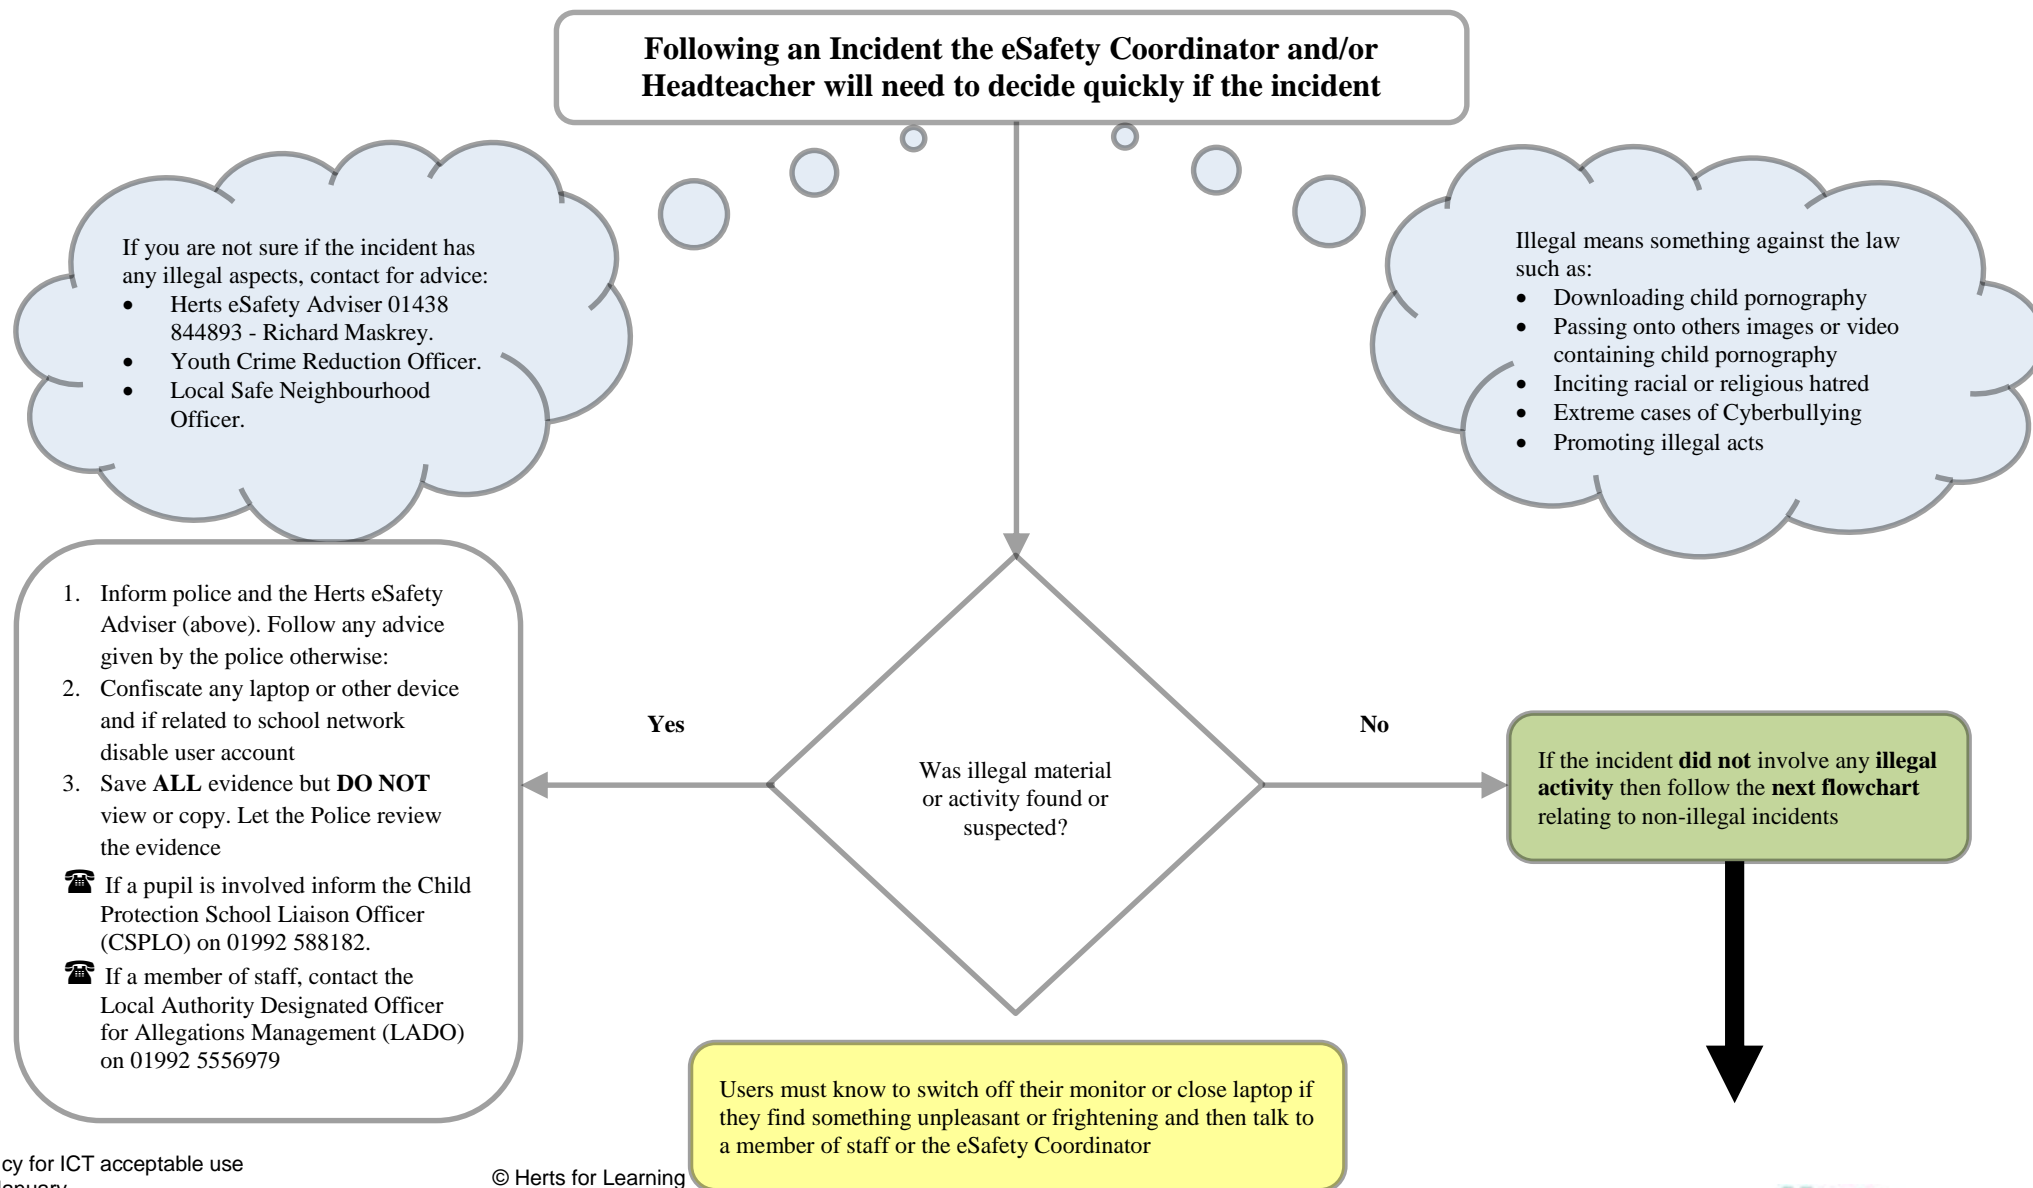 Following an Incident the eSafety Coordinator and/or
Headteacher will need to decide quickly if the incident
If you are not sure if the incident has
any illegal aspects, contact for advice:
• Herts eSafety Adviser 01438
844893 - Richard Maskrey.
• Youth Crime Reduction Officer.
• Local Safe Neighbourhood
Officer.
Illegal means something against the law
such as:
• Downloading child pornography
• Passing onto others images or video
containing child pornography
• Inciting racial or religious hatred
• Extreme cases of Cyberbullying
• Promoting illegal acts
1. Inform police and the Herts eSafety
Adviser (above). Follow any advice
given by the police otherwise:
2. Confiscate any laptop or other device
and if related to school network
disable user account
3. Save ALL evidence but DO NOT
view or copy. Let the Police review
the evidence
☎ If a pupil is involved inform the Child
Protection School Liaison Officer
(CSPLO) on 01992 588182.
☎ If a member of staff, contact the
Local Authority Designated Officer
for Allegations Management (LADO)
on 01992 5556979
Yes
Was illegal material
or activity found or
suspected?
No
If the incident did not involve any illegal
activity then follow the next flowchart
relating to non-illegal incidents
Users must know to switch off their monitor or close laptop if
they find something unpleasant or frightening and then talk to
a member of staff or the eSafety Coordinator
cy for ICT acceptable use
© Herts for Learning